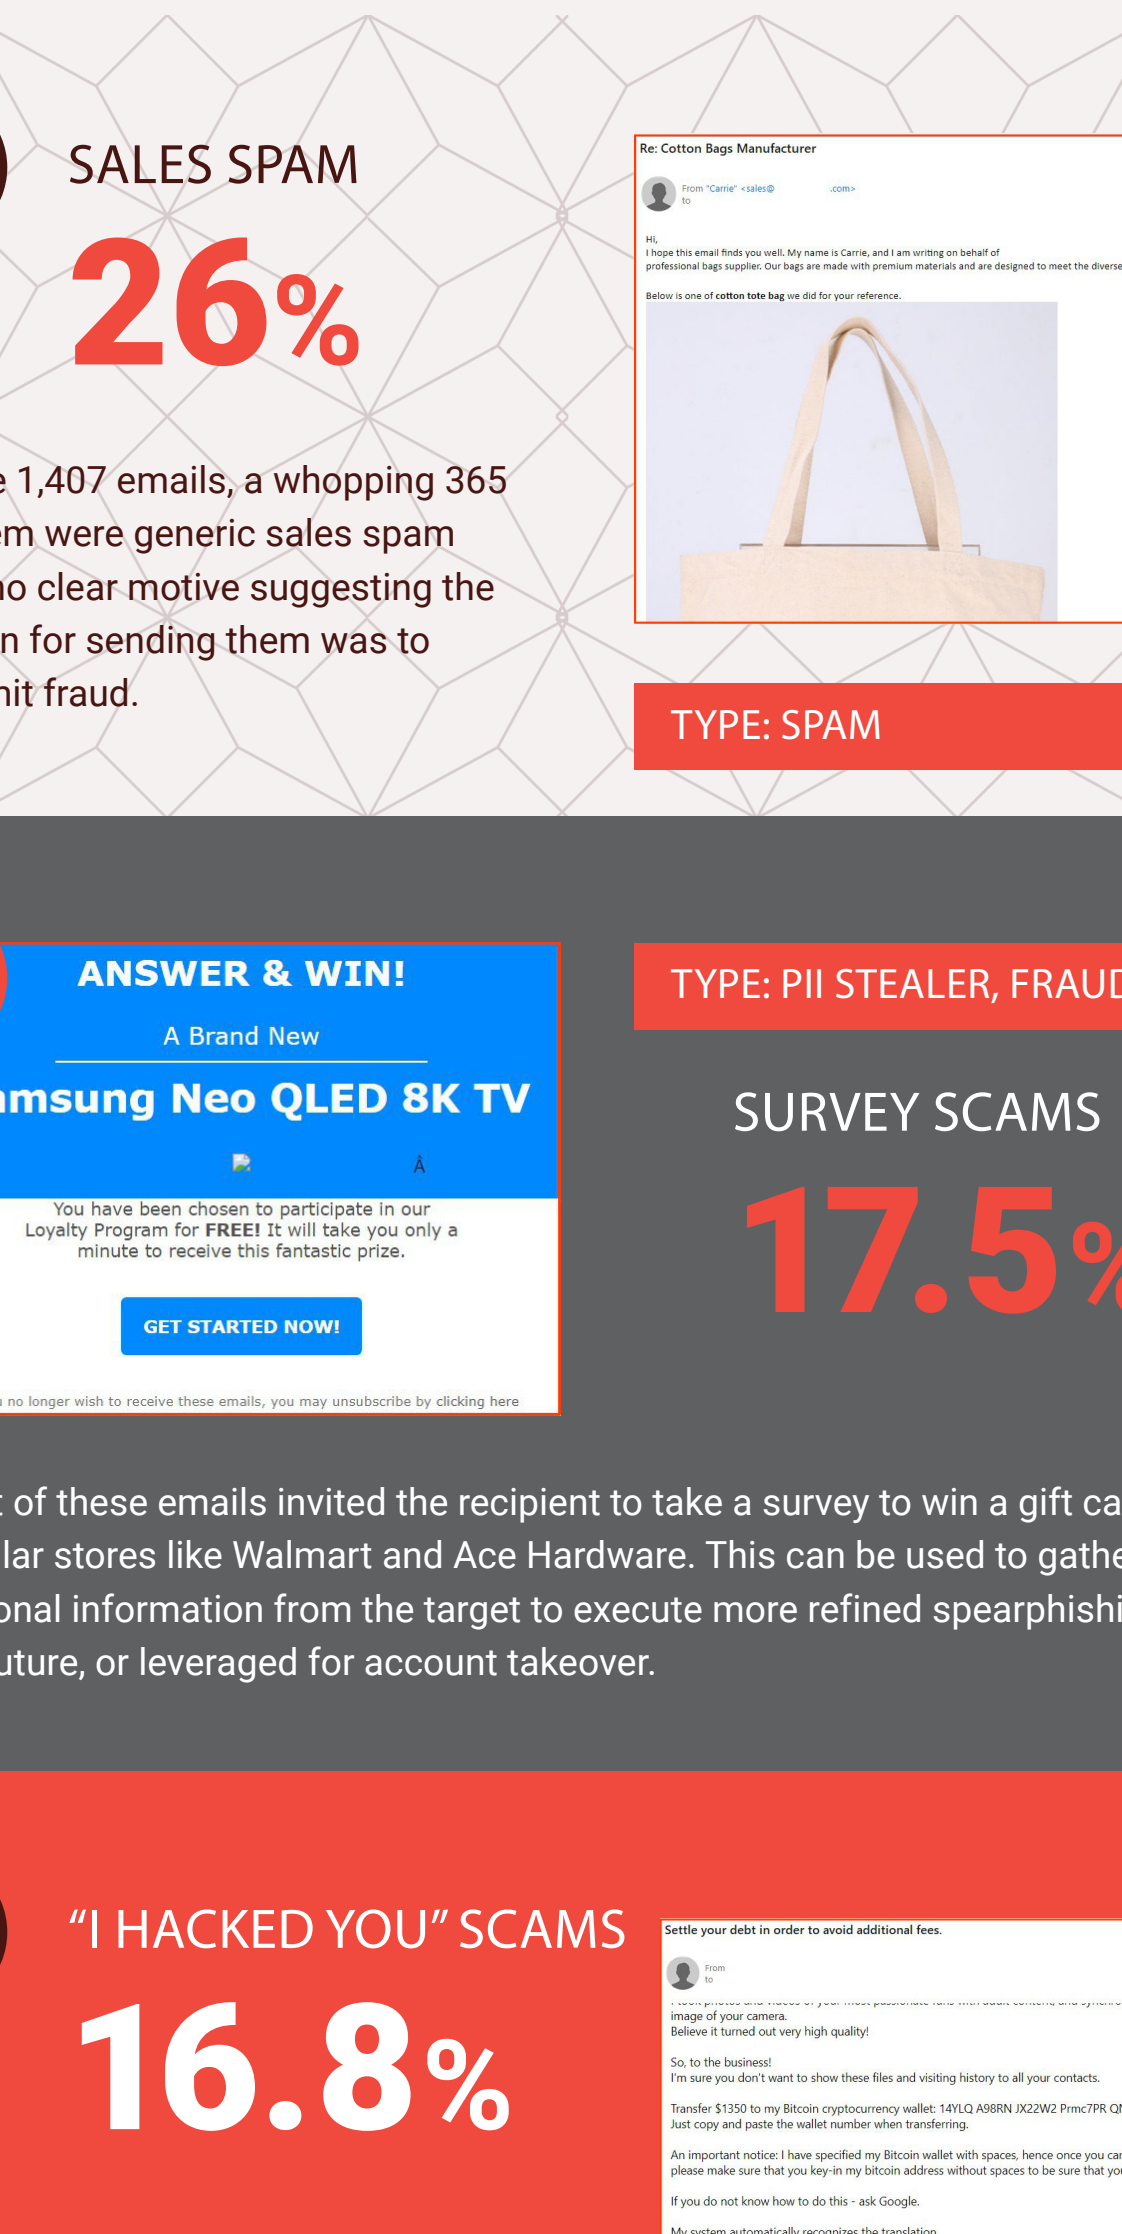 SALES SPAM
26%
1,407 emails, a whopping 365
were generic sales spam
no clear motive suggesting the
for sending them was to
fraud.
Re: Cotton Bags Manufacturer
From "Carrie" <sales@ .com>
to
Hi,
I hope this email finds you well. My name is Carrie, and I am writing on behalf of
professional bags supplier. Our bags are made with premium materials and are designed to meet the diverse
Below is one of cotton tote bag we did for your reference.
TYPE: SPAM
ANSWER & WIN!
A Brand New
amsung Neo QLED 8K TV
Â
You have been chosen to participate in our
Loyalty Program for FREE! It will take you only a
minute to receive this fantastic prize.
GET STARTED NOW!
no longer wish to receive these emails, you may unsubscribe by clicking here
TYPE: PII STEALER, FRAUD
SURVEY SCAMS
17.5%
of these emails invited the recipient to take a survey to win a gift ca
lar stores like Walmart and Ace Hardware. This can be used to gathe
onal information from the target to execute more refined spearphishi
uture, or leveraged for account takeover.
“I HACKED YOU” SCAMS
16.8%
Settle your debt in order to avoid additional fees.
From
to
image of your camera.
Believe it turned out very high quality!
So, to the business!
I'm sure you don't want to show these files and visiting history to all your contacts.
Transfer $1350 to my Bitcoin cryptocurrency wallet: 14YLQ A98RN JX22W2 Prmc7PR
Just copy and paste the wallet number when transferring.
An important notice: I have specified my Bitcoin wallet with spaces, hence once you
please make sure that you key-in my bitcoin address without spaces to be sure that
If you do not know how to do this - ask Google.
My system automatically recognizes the translation.